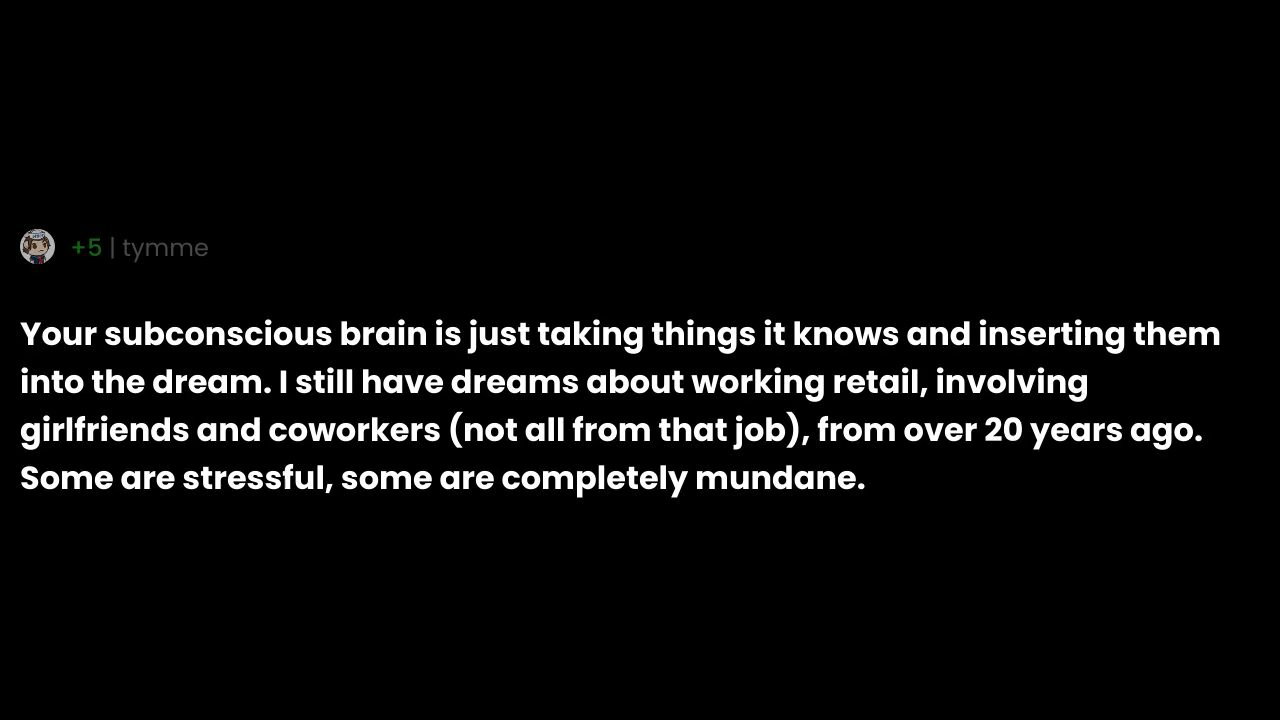 +5 | tymme
Your subconscious brain is just taking things it knows and inserting them
into the dream. I still have dreams about working retail, involving
girlfriends and coworkers (not all from that job), from over 20 years ago.
Some are stressful, some are completely mundane.